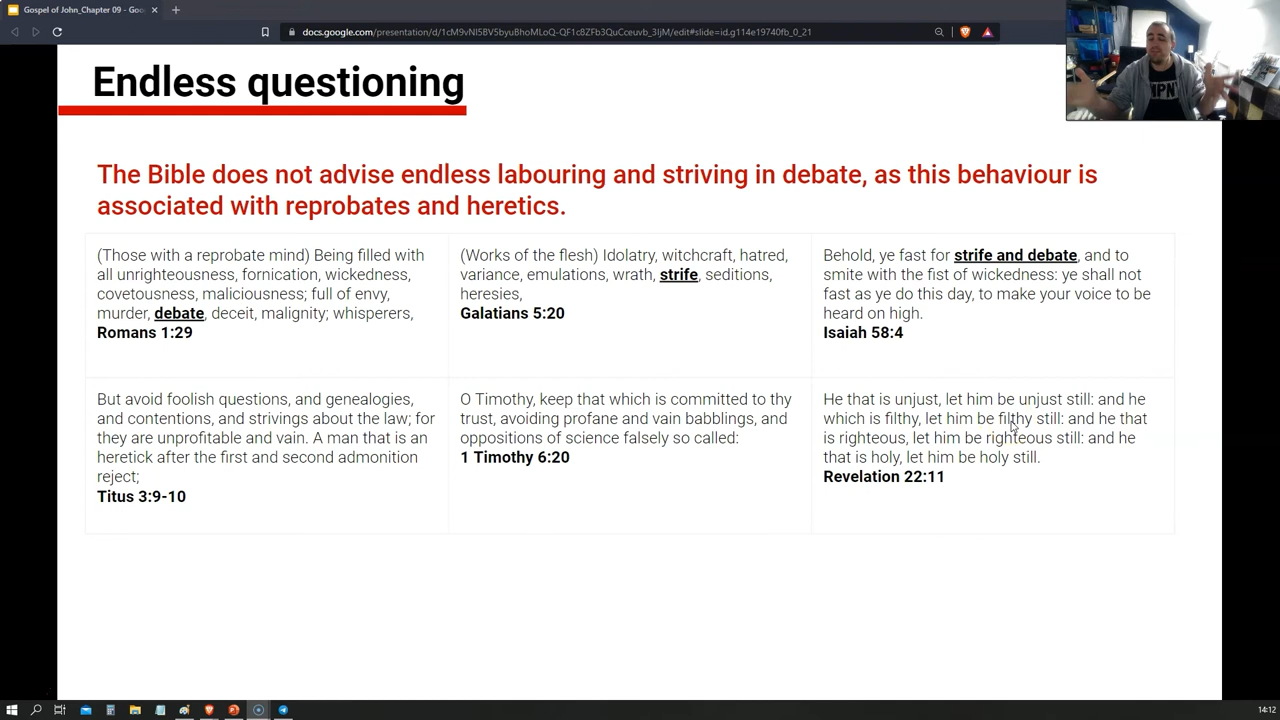 Gospel of John_Chapter 09 - Goo
docs.google.com/presentation/d/1cM9vNI5BV5byuBhoMLoQ-QF1c8ZFb3QuCceuvb_3IjM/edit#slide=id.g114e19740fb_0_21
Endless questioning
The Bible does not advise endless labouring and striving in debate, as this behaviour is
associated with reprobates and heretics.
(Those with a reprobate mind) Being filled with
all unrighteousness, fornication, wickedness,
covetousness, maliciousness; full of envy,
murder, debate, deceit, malignity; whisperers,
Romans 1:29
(Works of the flesh) Idolatry, witchcraft, hatred,
variance, emulations, wrath, strife, seditions,
heresies,
Galatians 5:20
Behold, ye fast for strife and debate, and to
smite with the fist of wickedness: ye shall not
fast as ye do this day, to make your voice to be
heard on high.
Isaiah 58:4
But avoid foolish questions, and genealogies,
and contentions, and strivings about the law; for
they are unprofitable and vain. A man that is an
heretick after the first and second admonition
reject;
Titus 3:9-10
O Timothy, keep that which is committed to thy
trust, avoiding profane and vain babblings, and
oppositions of science falsely so called:
1 Timothy 6:20
He that is unjust, let him be unjust still: and he
which is filthy, let him be filthy still: and he that
is righteous, let him be righteous still: and he
that is holy, let him be holy still.
Revelation 22:11
14:12